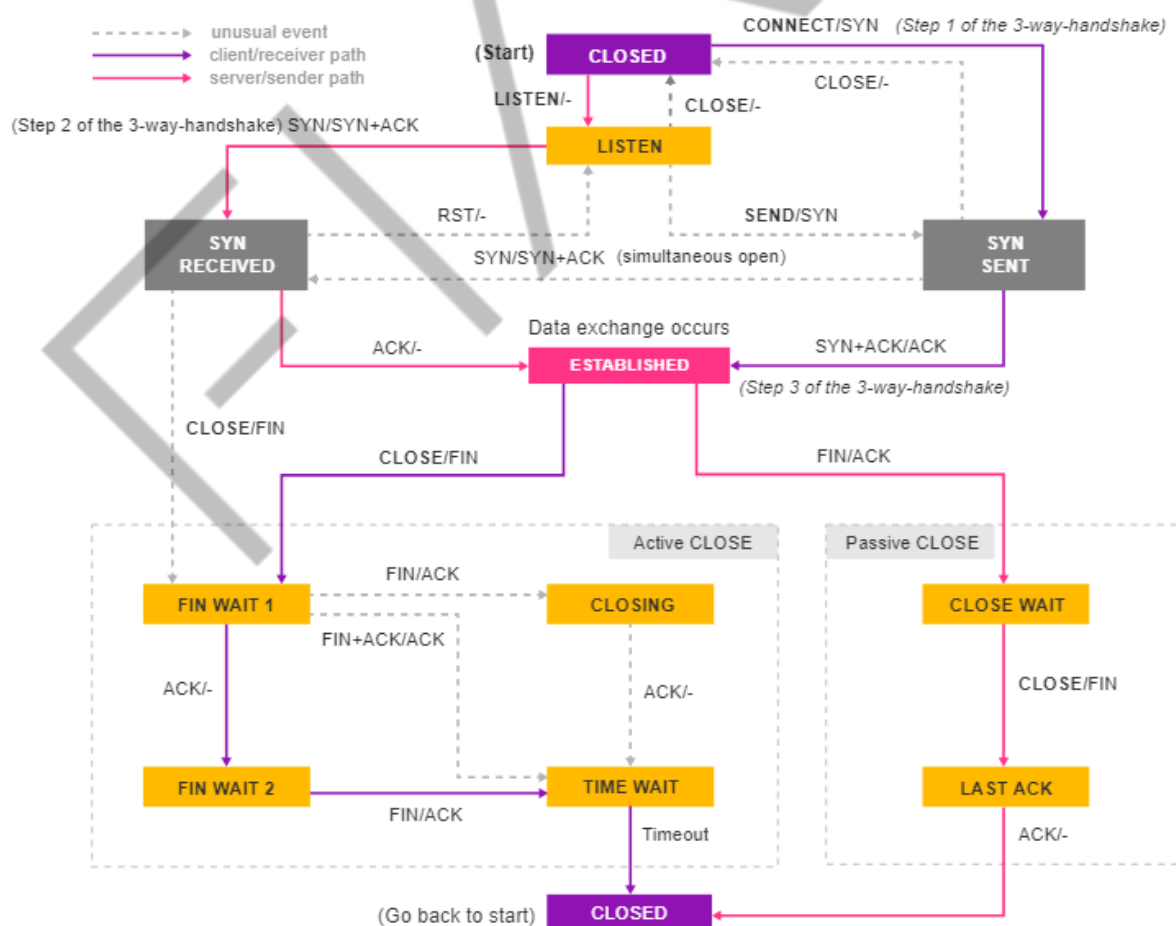 unusual event
client/receiver path
server/sender path
(Start)
CLOSED
CONNECT/SYN (Step 1 of the 3-way-handshake)
CLOSE/-
LISTEN/-
CLOSE/-
(Step 2 of the 3-way-handshake) SYN/SYN+ACK
LISTEN
RST/-
SEND/SYN
SYN
RECEIVED
SYN
SENT
SYN/SYN+ACK (simultaneous open)
Data exchange occurs
ACK/-
ESTABLISHED
SYN+ACK/ACK
(Step 3 of the 3-way-handshake)
CLOSE/FIN
CLOSE/FIN
FIN/ACK
Active CLOSE
Passive CLOSE
FIN WAIT 1
FIN/ACK
CLOSING
CLOSE WAIT
FIN+ACK/ACK
ACK/-
ACK/-
CLOSE/FIN
FIN WAIT 2
FIN/ACK
TIME WAIT
LAST ACK
Timeout
ACK/-
(Go back to start)
CLOSED